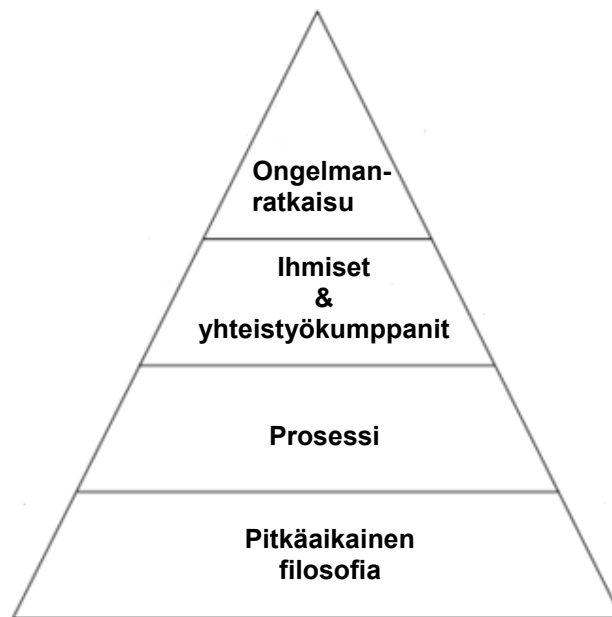 Ongelman-
ratkaisu
Ihmiset
&
yhteistyökumppanit
Prosessi
Pitkäaikainen
filosofia